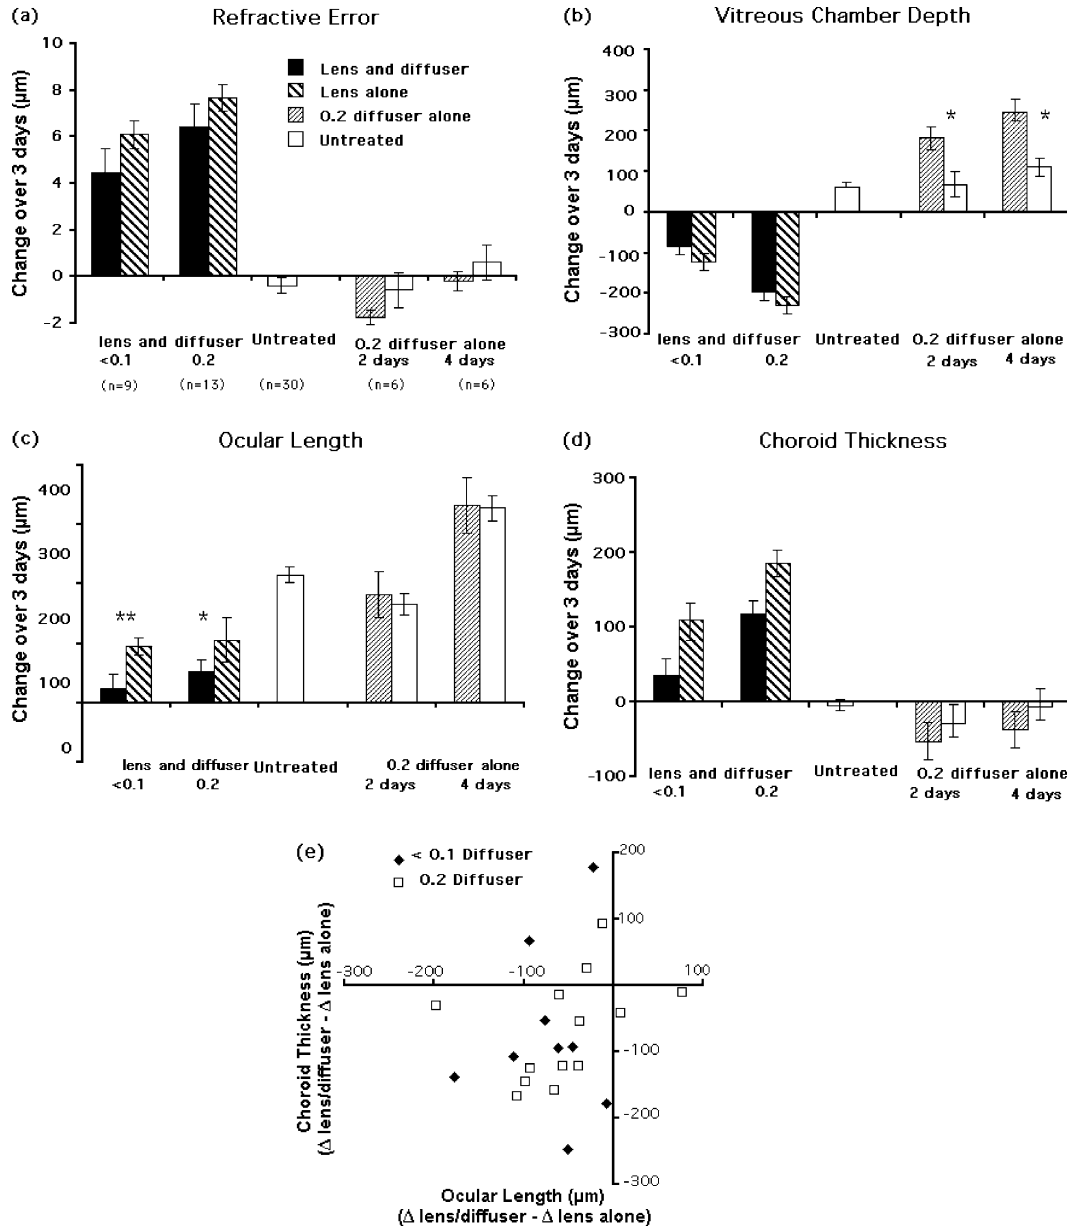 (a)
Refractive Error
Change over 3 days (µm)
10
8
6
4
2
0
-2
Lens and diffuser
Lens alone
0.2 diffuser alone
Untreated
lens and diffuser
<0.1
0.2
Untreated
0.2 diffuser alone
2 days
4 days
(n=9)
(n=13)
(n=30)
(n=6)
(n=6)
(b)
Vitreous Chamber Depth
Change over 3 days (µm)
400
300
200
100
0
-100
-200
-300
*
*
lens and diffuser
<0.1
0.2
Untreated
0.2 diffuser alone
2 days
4 days
(c)
Ocular Length
Change over 3 days (µm)
400
300
200
100
0
**
*
lens and diffuser
<0.1
0.2
Untreated
0.2 diffuser alone
2 days
4 days
(d)
Choroid Thickness
Change over 3 days (µm)
300
200
100
0
-100
lens and diffuser
<0.1
0.2
Untreated
0.2 diffuser alone
2 days
4 days
(e)
< 0.1 Diffuser
0.2 Diffuser
Choroid Thickness (µm)
(Δ lens/diffuser - Δ lens alone)
200
100
-100
-200
-300
-300
-200
-100
0
100
Ocular Length (µm)
(Δ lens/diffuser - Δ lens alone)